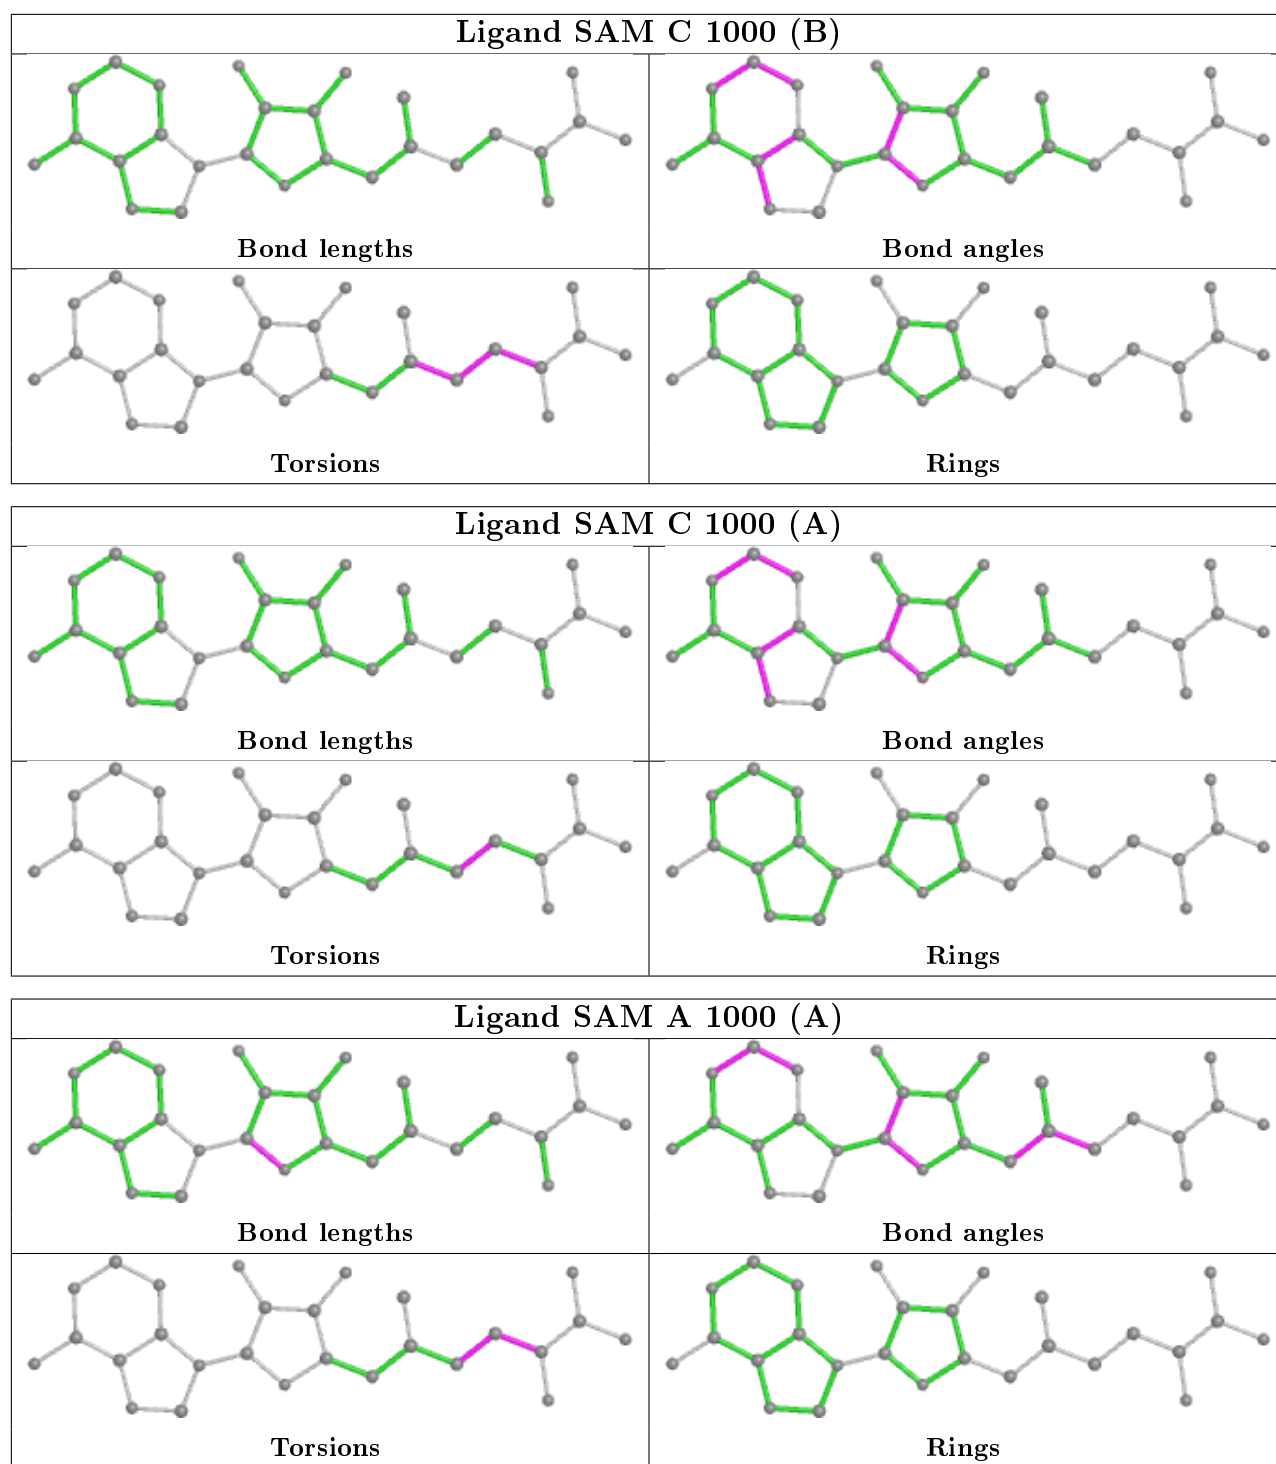 Ligand SAM C 1000 (B)
Bond lengths
Bond angles
Torsions
Rings
Ligand SAM C 1000 (A)
Bond lengths
Bond angles
Torsions
Rings
Ligand SAM A 1000 (A)
Bond lengths
Bond angles
Torsions
Rings